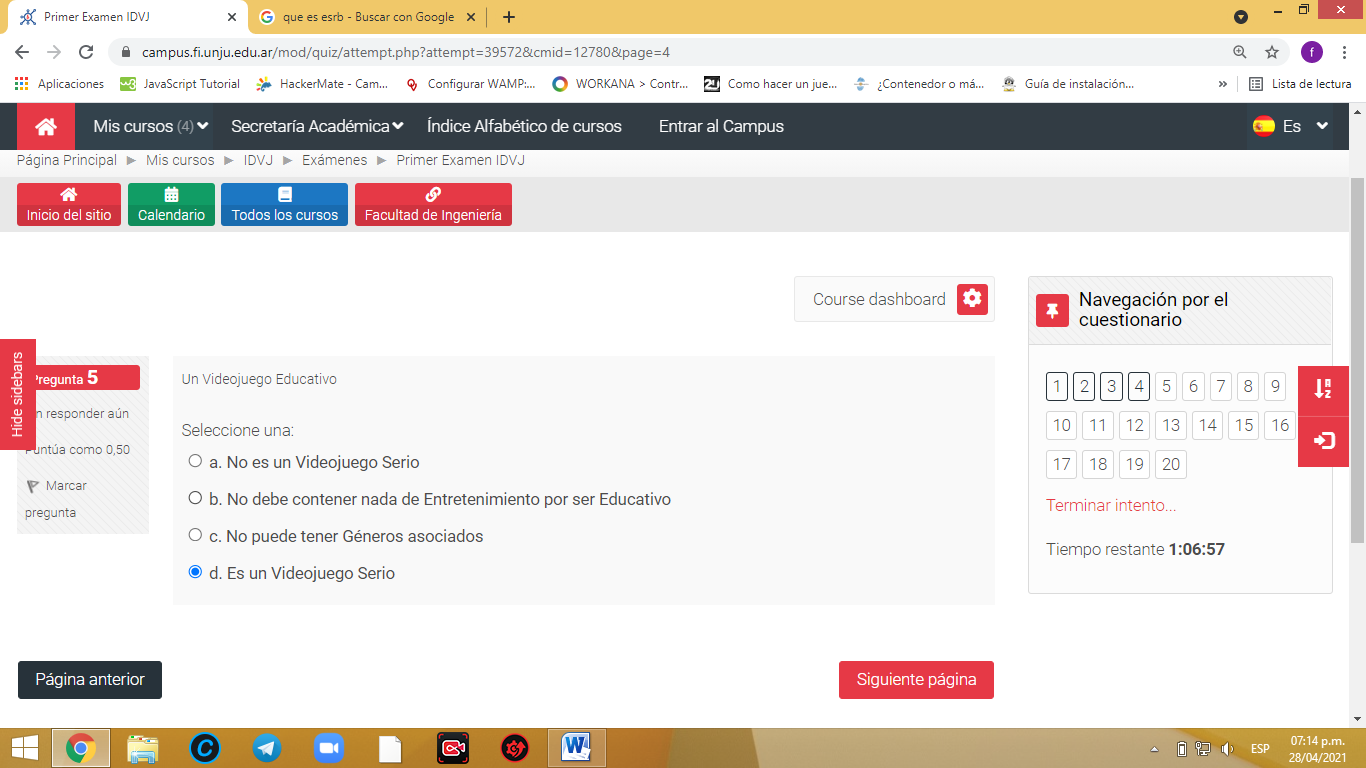 Primer Examen IDVJ
que es esrb - Buscar con Google
campus.fi.unju.edu.ar/mod/quiz/attempt.php?attempt=39572&cmid=12780&page=4
f
Aplicaciones JavaScript Tutorial HackerMate - Cam... Configurar WAMP:... WORKANA > Contr... Como hacer un jue... ¿Contenedor o má... Guía de instalación... » Lista de lectura
Mis cursos (4) Secretaría Académica Índice Alfabético de cursos Entrar al Campus Es
Página Principal ► Mis cursos ► IDVJ ► Exámenes ► Primer Examen IDVJ
Inicio del sitio Calendario Todos los cursos Facultad de Ingeniería
Course dashboard
Navegación por el
cuestionario
Hide sidebars
Pregunta 5
n responder aún
Puntúa como 0,50
Marcar
pregunta
Un Videojuego Educativo
Seleccione una:
a. No es un Videojuego Serio
b. No debe contener nada de Entretenimiento por ser Educativo
c. No puede tener Géneros asociados
d. Es un Videojuego Serio
1 2 3 4 5 6 7 8 9
10 11 12 13 14 15 16
17 18 19 20
Terminar intento...
Tiempo restante 1:06:57
Página anterior
Siguiente página
ESP
07:14 p.m.
28/04/2021